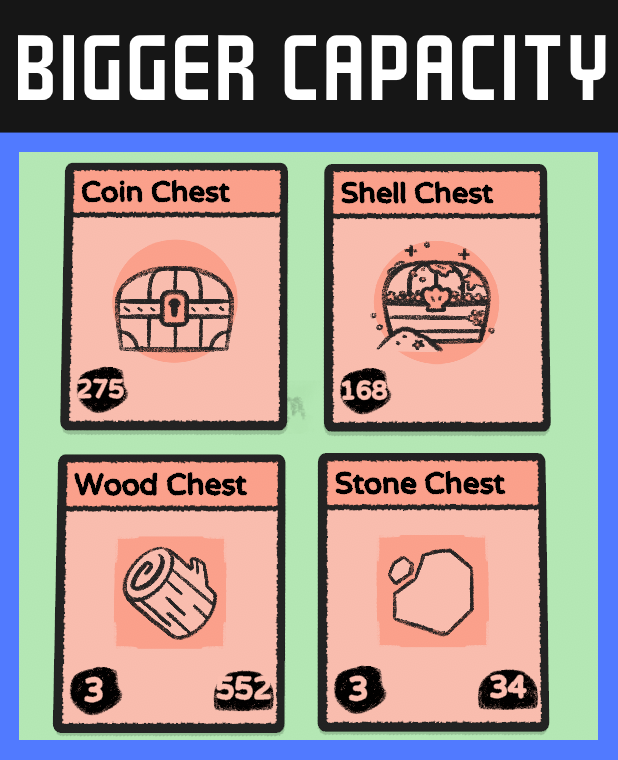 BIGGER CAPACITY
Coin Chest
275
Shell Chest
168
Wood Chest
3
552
Stone Chest
3
34